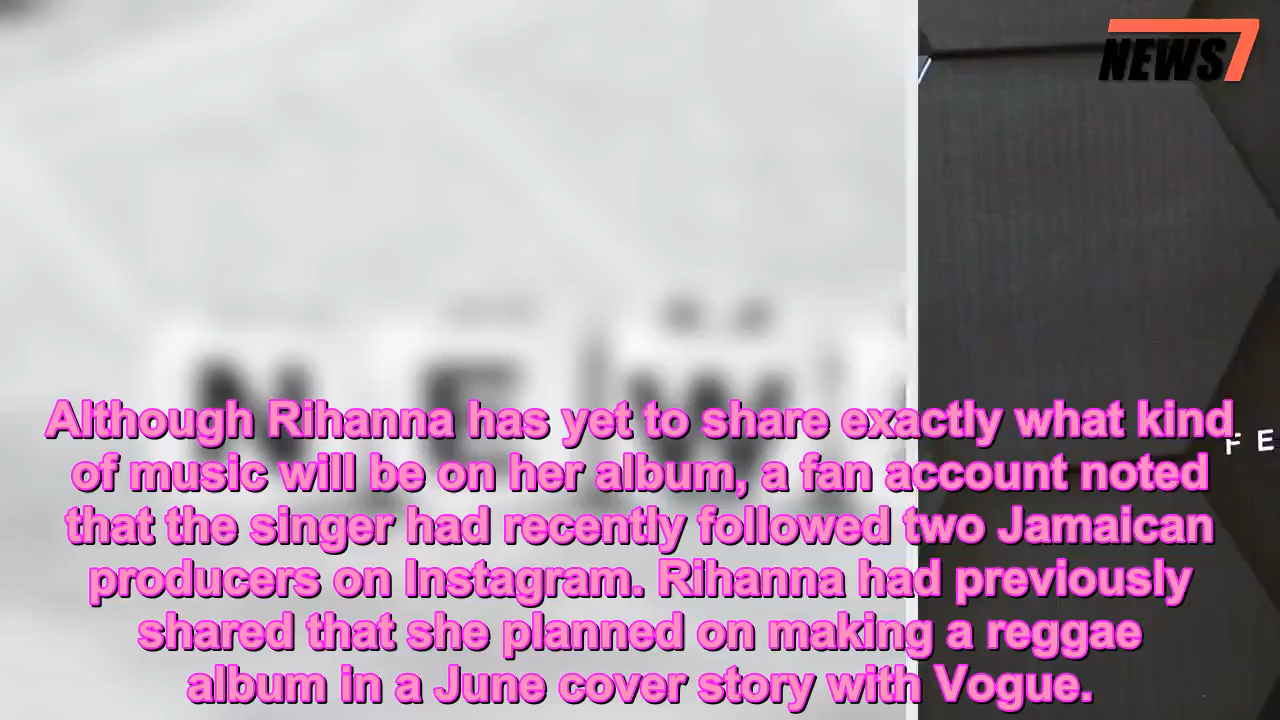 NEWS7
NEW
FE
Although Rihanna has yet to share exactly what kind
of music will be on her album, a fan account noted
that the singer had recently followed two Jamaican
producers on Instagram. Rihanna had previously
shared that she planned on making a reggae
album in a June cover story with Vogue.